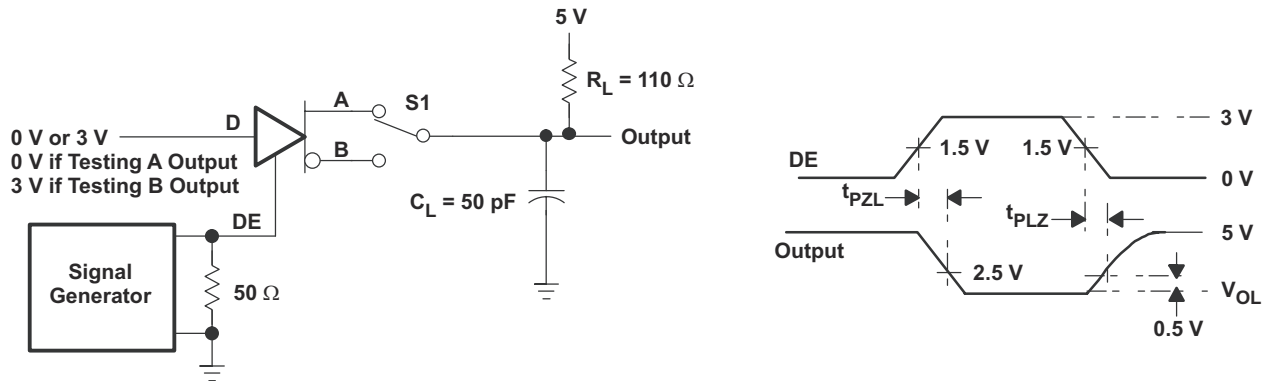 5 V
R_L = 110 Ω
A
S1
D
0 V or 3 V
Output
0 V if Testing A Output
B
3 V if Testing B Output
C_L = 50 pF
DE
Signal
Generator
50 Ω
3 V
DE
1.5 V
1.5 V
0 V
t_PZL
t_PLZ
5 V
Output
2.5 V
V_OL
0.5 V